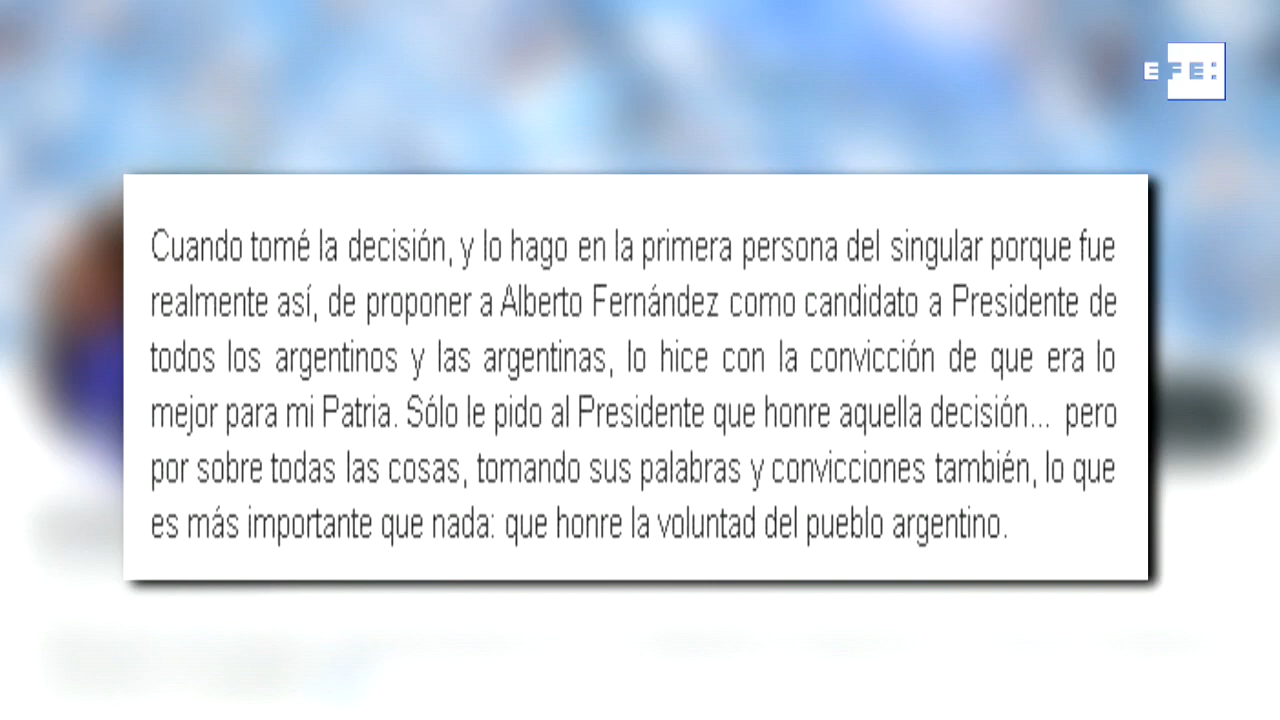 EFE:
Cuando tomé la decisión, y lo hago en la primera persona del singular porque fue
realmente así, de proponer a Alberto Fernández como candidato a Presidente de
todos los argentinos y las argentinas, lo hice con la convicción de que era lo
mejor para mi Patria. Sólo le pido al Presidente que honre aquella decisión... pero
por sobre todas las cosas, tomando sus palabras y convicciones también, lo que
es más importante que nada: que honre la voluntad del pueblo argentino.